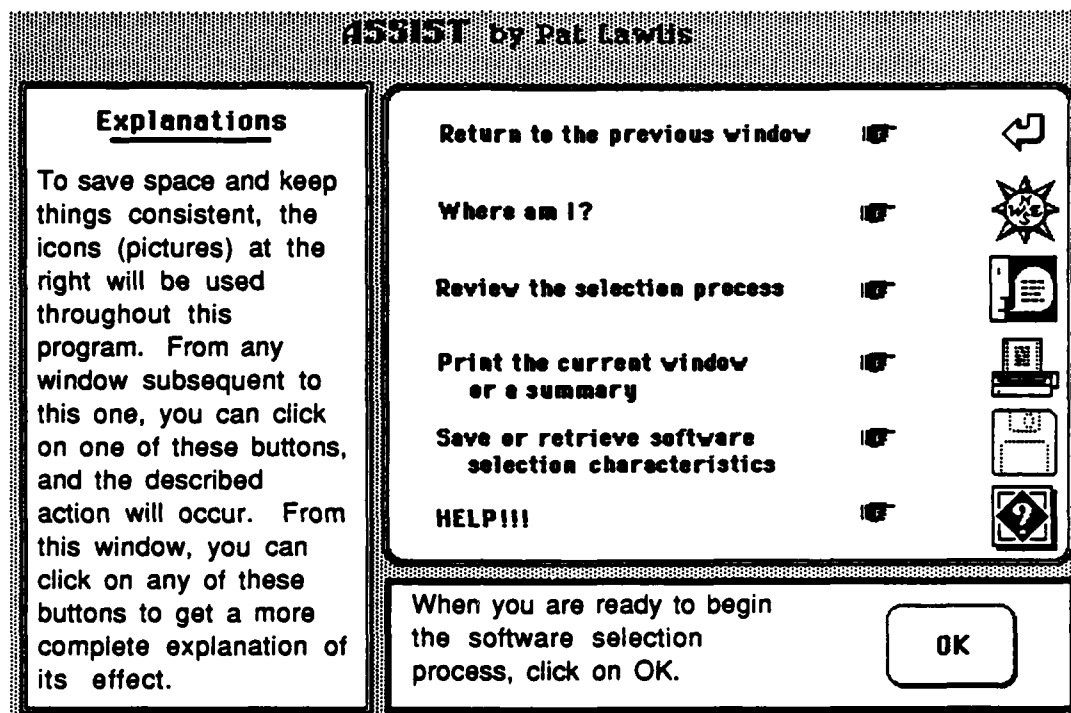 ASSIST by Pat Lawlis
Explanations
To save space and keep
things consistent, the
icons (pictures) at the
right will be used
throughout this
program. From any
window subsequent to
this one, you can click
on one of these buttons,
and the described
action will occur. From
this window, you can
click on any of these
buttons to get a more
complete explanation of
its effect.
Return to the previous window
Where am I?
N
W E
S
Review the selection process
Print the current window
or a summary
Save or retrieve software
selection characteristics
HELP!!!
?
When you are ready to begin
the software selection
process, click on OK.
OK